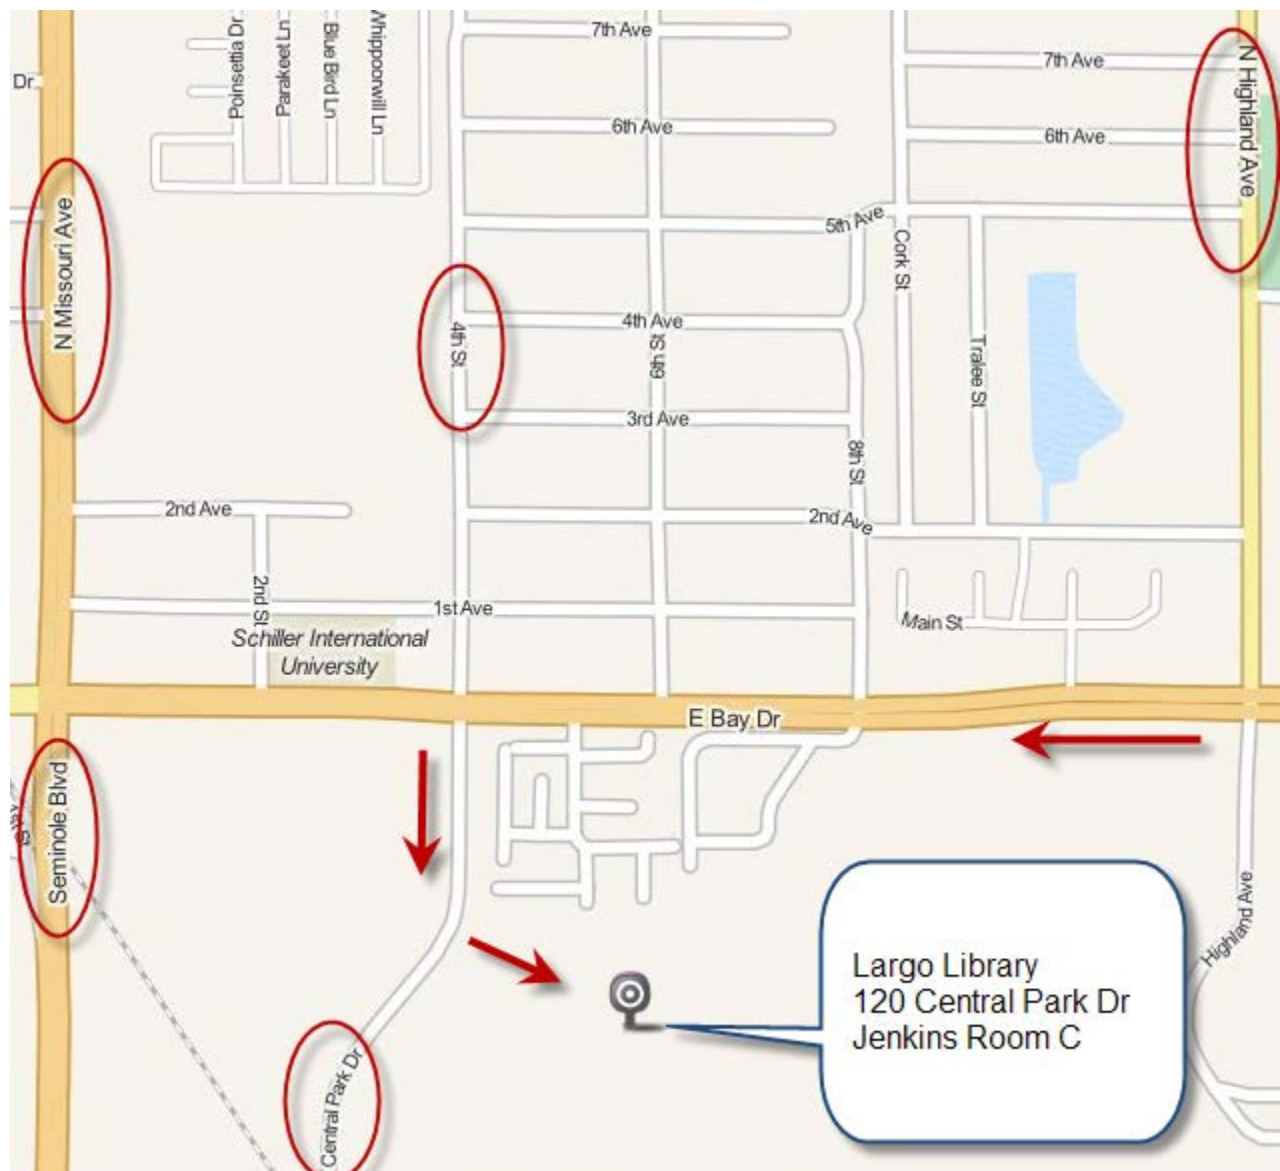 7th Ave
Dr
Poinsettia Dr
Parakeet Ln
Blue Bird Ln
Whippoorwill Ln
7th Ave
N Highland Ave
6th Ave
6th Ave
N Missouri Ave
5th Ave
Cork St
4th St
4th Ave
6th St
Tralee St
3rd Ave
8th St
2nd Ave
2nd Ave
2nd St
1st Ave
Main St
Schiller International
University
E Bay Dr
Seminole Blvd
Highland Ave
Largo Library
120 Central Park Dr
Jenkins Room C
Central Park Dr